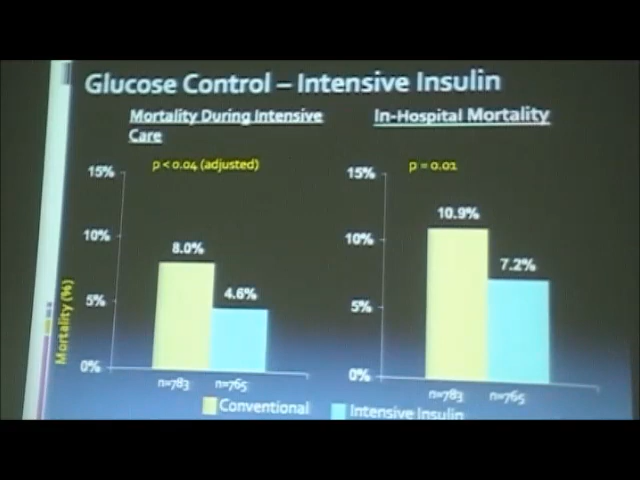 Glucose Control – Intensive Insulin
Mortality During Intensive
Care
p < 0.04 (adjusted)
15%
10%
5%
0%
Mortality (%)
8.0%
4.6%
n=783
n=765
In-Hospital Mortality
p = 0.01
15%
10%
5%
0%
10.9%
7.2%
n=783
n=765
Conventional
Intensive Insulin